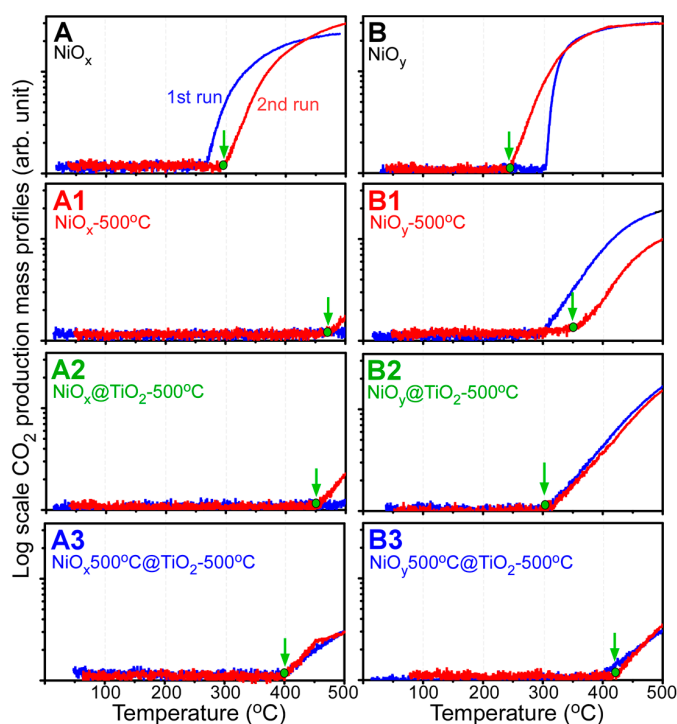 Log scale CO2 production mass profiles (arb. unit)
A
NiOx
1st run
2nd run
B
NiOy
A1
NiOx-500ºC
B1
NiOy-500ºC
A2
NiOx@TiO2-500ºC
B2
NiOy@TiO2-500ºC
A3
NiOx500ºC@TiO2-500ºC
B3
NiOy500ºC@TiO2-500ºC
100 200 300 400 500
100 200 300 400 500
Temperature (ºC)
Temperature (ºC)